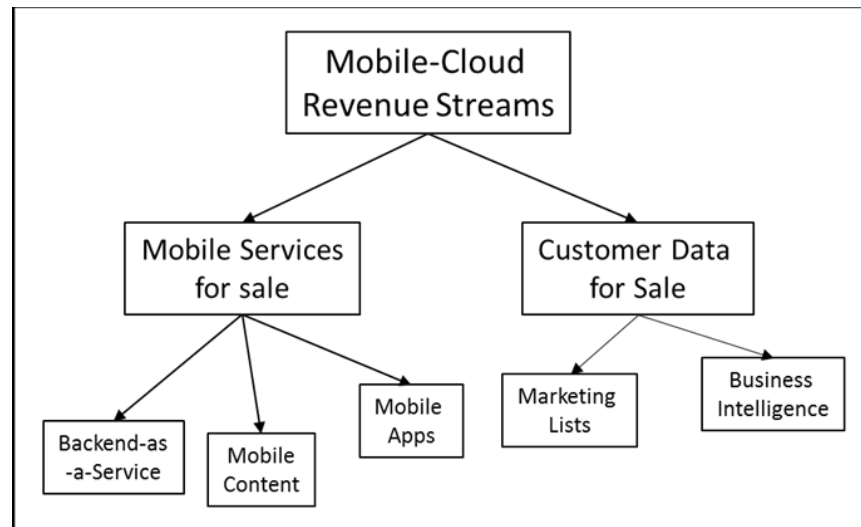 Mobile-Cloud
Revenue Streams
Mobile Services
for sale
Customer Data
for Sale
Backend-as
-a-Service
Mobile
Content
Mobile
Apps
Marketing
Lists
Business
Intelligence